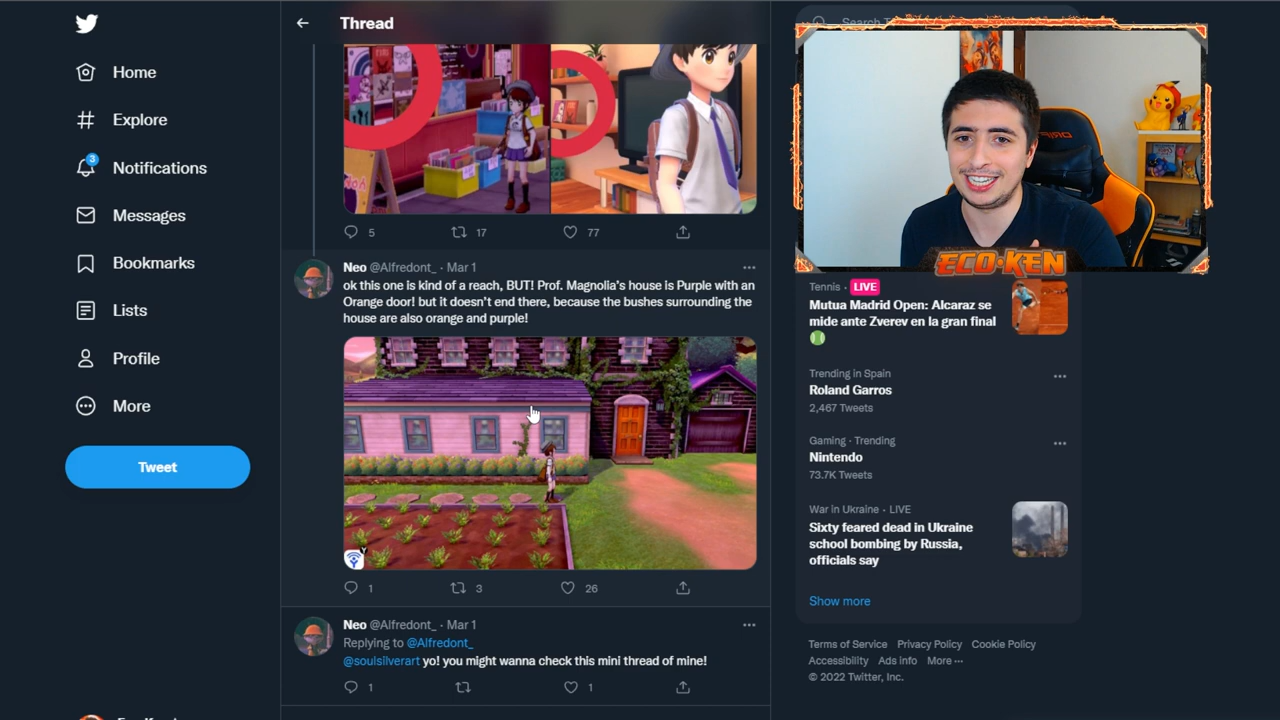 Thread
Home
Explore
3
Notifications
Messages
Bookmarks
Lists
Profile
More
Tweet
5 17 77
Neo @Alfredont_ · Mar 1
ok this one is kind of a reach, BUT! Prof. Magnolia's house is Purple with an
Orange door! but it doesn't end there, because the bushes surrounding the
house are also orange and purple!
Y
1 3 26
Neo @Alfredont_ · Mar 1
Replying to @Alfredont_
@soulsilverart yo! you might wanna check this mini thread of mine!
1 1
ECO·KEN
Tennis · LIVE
Mutua Madrid Open: Alcaraz se
mide ante Zverev en la gran final
Trending in Spain
Roland Garros
2,467 Tweets
Gaming · Trending
Nintendo
73.7K Tweets
War in Ukraine · LIVE
Sixty feared dead in Ukraine
school bombing by Russia,
officials say
Show more
Terms of Service Privacy Policy Cookie Policy
Accessibility Ads info More ···
© 2022 Twitter, Inc.